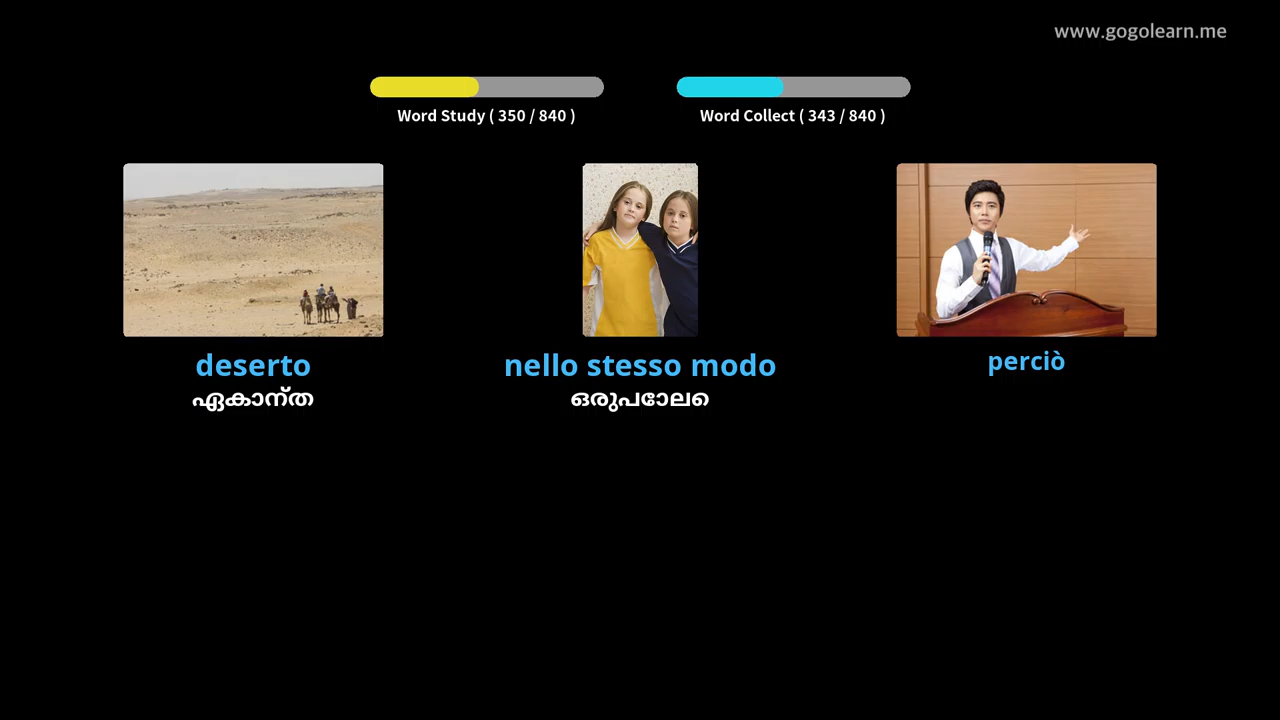 www.gogolearn.me
Word Study ( 350 / 840 )
Word Collect ( 343 / 840 )
deserto
ഏകാന്ത
nello stesso modo
ഒരുപോലെ
perciò